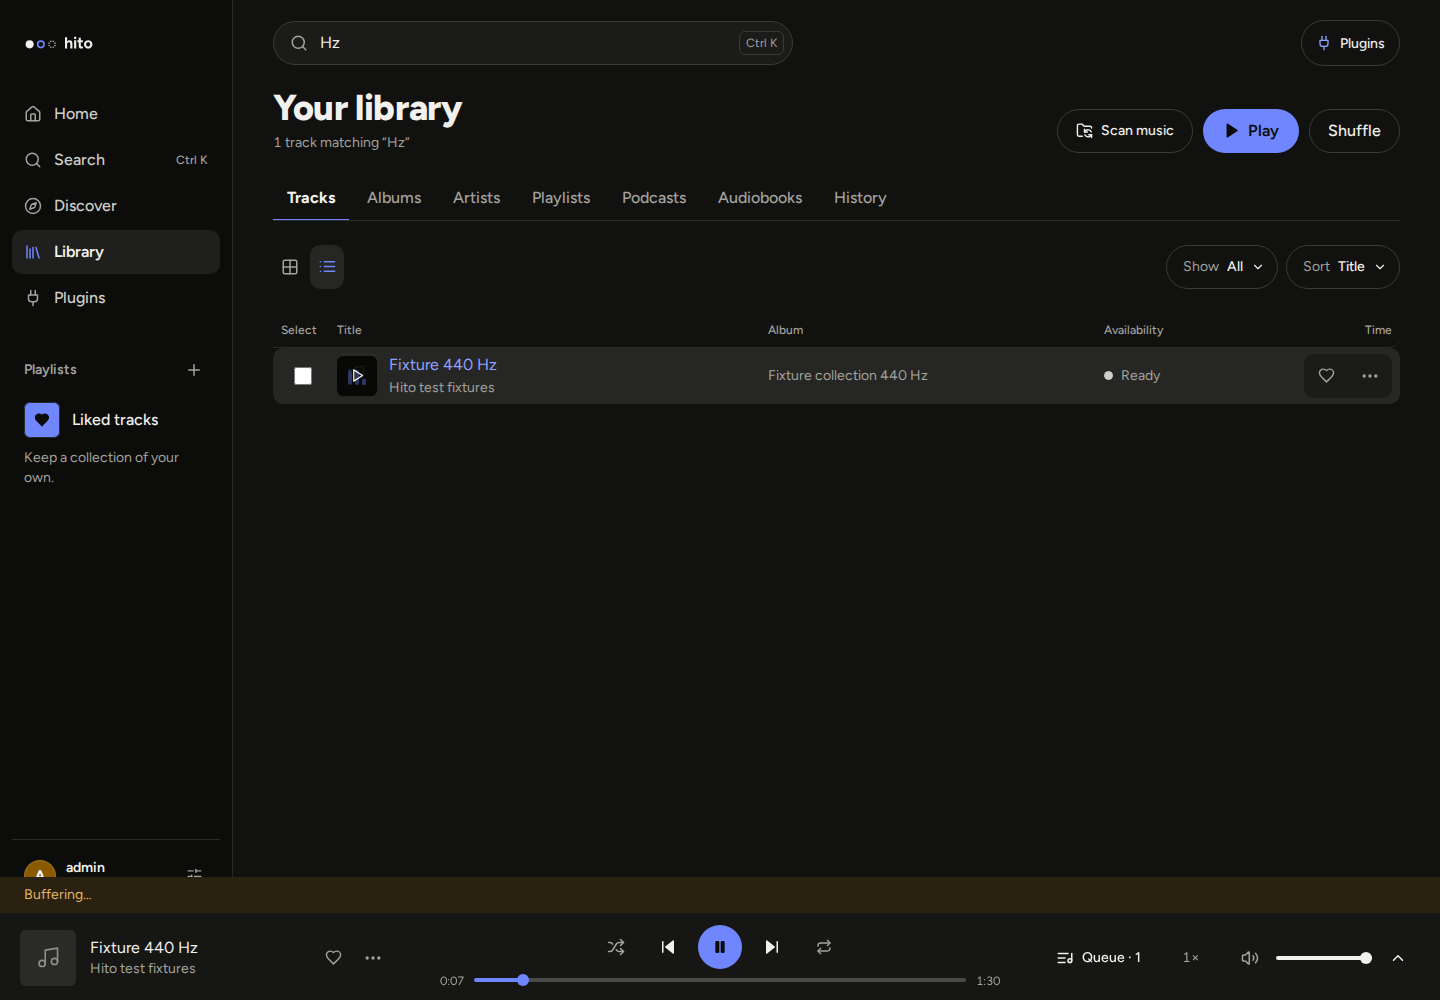 hito
Hz
Ctrl K
Plugins
Home
Search
Ctrl K
Discover
Library
Plugins
Playlists
Liked tracks
Keep a collection of your
own.
admin
Your library
1 track matching “Hz”
Scan music
Play
Shuffle
Tracks
Albums
Artists
Playlists
Podcasts
Audiobooks
History
Show All
Sort Title
Select
Title
Album
Availability
Time
Fixture 440 Hz
Hito test fixtures
Fixture collection 440 Hz
Ready
Buffering…
Fixture 440 Hz
Hito test fixtures
0:07
1:30
Queue · 1
1×